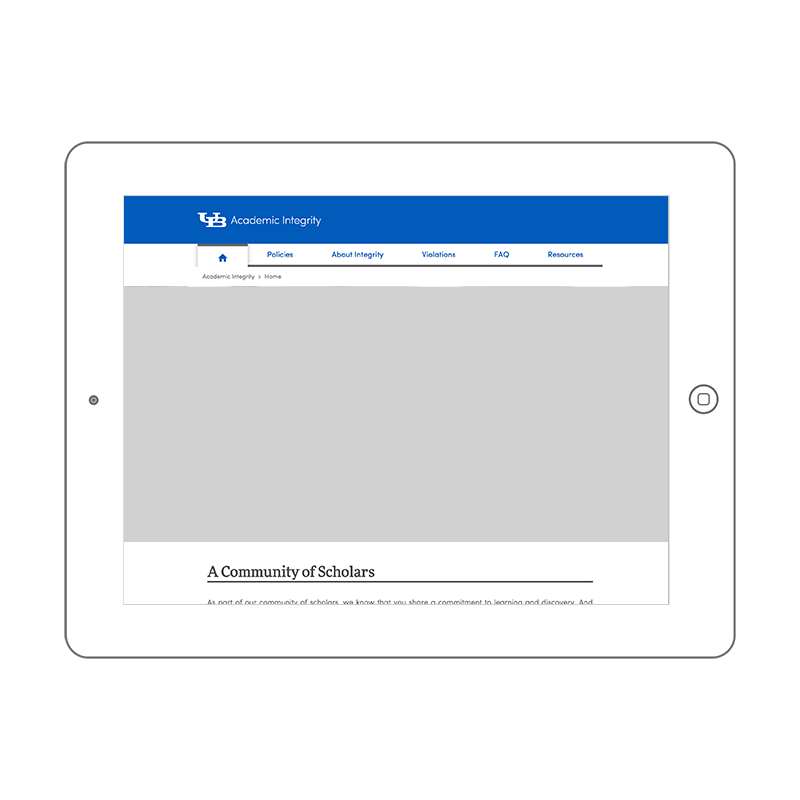 UB Academic Integrity
Policies About Integrity Violations FAQ Resources
Academic Integrity > Home
A Community of Scholars
As part of our community of scholars, we know that you share a commitment to learning and discovery. And